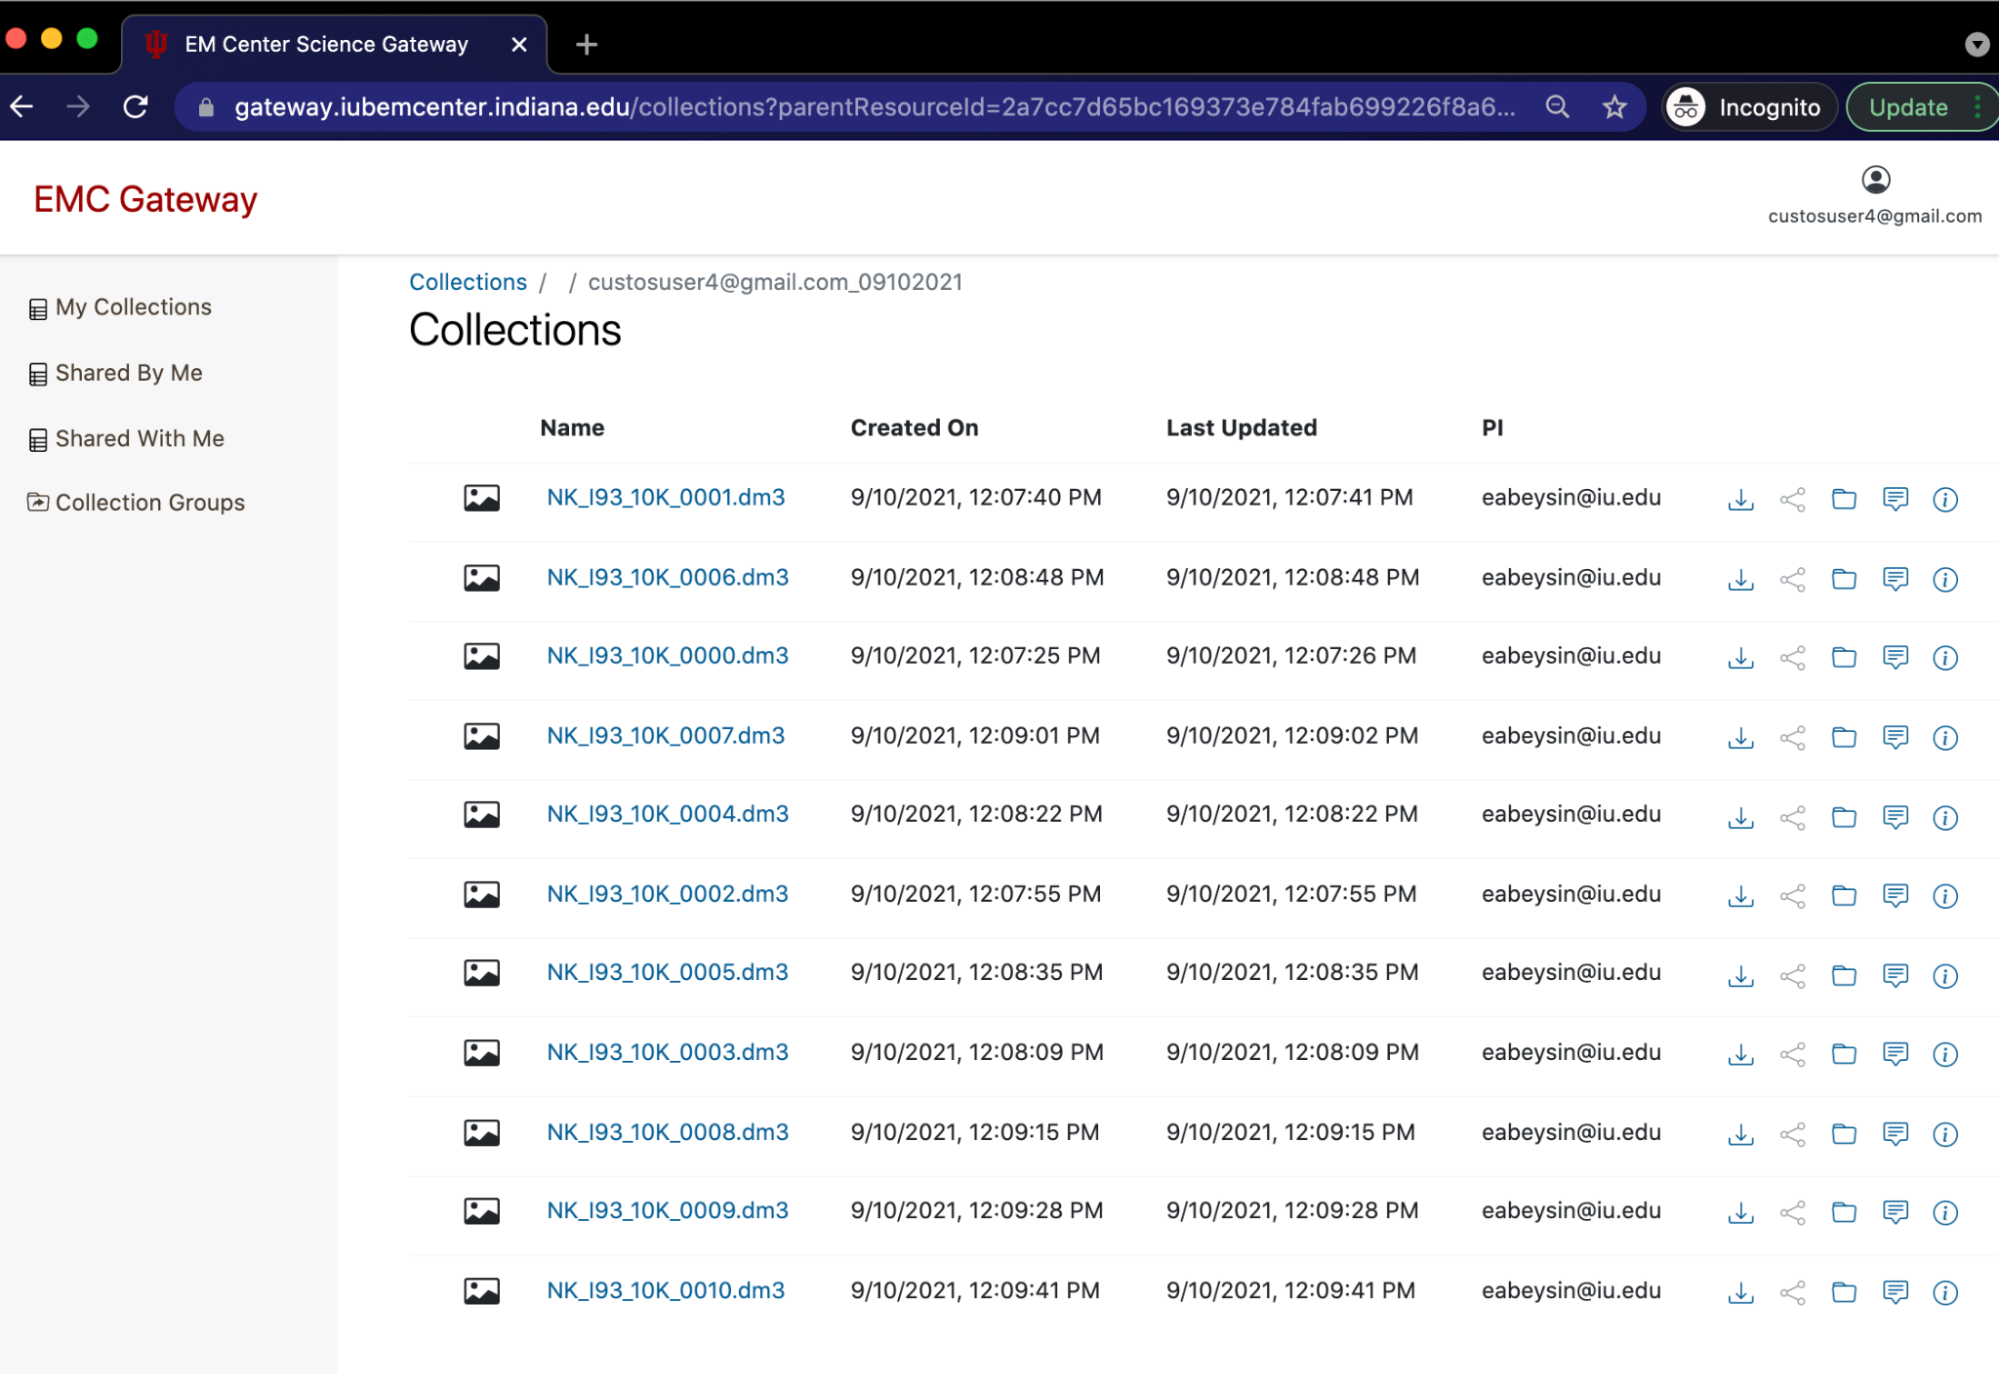 EM Center Science Gateway
gateway.iubemcenter.indiana.edu/collections?parentResourceId=2a7cc7d65bc169373e784fab699226f8a6...
Incognito
Update
EMC Gateway
custosuser4@gmail.com
My Collections
Shared By Me
Shared With Me
Collection Groups
Collections / / custosuser4@gmail.com_09102021
Collections
Name Created On Last Updated PI
NK_I93_10K_0001.dm3 9/10/2021, 12:07:40 PM 9/10/2021, 12:07:41 PM eabeysin@iu.edu
NK_I93_10K_0006.dm3 9/10/2021, 12:08:48 PM 9/10/2021, 12:08:48 PM eabeysin@iu.edu
NK_I93_10K_0000.dm3 9/10/2021, 12:07:25 PM 9/10/2021, 12:07:26 PM eabeysin@iu.edu
NK_I93_10K_0007.dm3 9/10/2021, 12:09:01 PM 9/10/2021, 12:09:02 PM eabeysin@iu.edu
NK_I93_10K_0004.dm3 9/10/2021, 12:08:22 PM 9/10/2021, 12:08:22 PM eabeysin@iu.edu
NK_I93_10K_0002.dm3 9/10/2021, 12:07:55 PM 9/10/2021, 12:07:55 PM eabeysin@iu.edu
NK_I93_10K_0005.dm3 9/10/2021, 12:08:35 PM 9/10/2021, 12:08:35 PM eabeysin@iu.edu
NK_I93_10K_0003.dm3 9/10/2021, 12:08:09 PM 9/10/2021, 12:08:09 PM eabeysin@iu.edu
NK_I93_10K_0008.dm3 9/10/2021, 12:09:15 PM 9/10/2021, 12:09:15 PM eabeysin@iu.edu
NK_I93_10K_0009.dm3 9/10/2021, 12:09:28 PM 9/10/2021, 12:09:28 PM eabeysin@iu.edu
NK_I93_10K_0010.dm3 9/10/2021, 12:09:41 PM 9/10/2021, 12:09:41 PM eabeysin@iu.edu